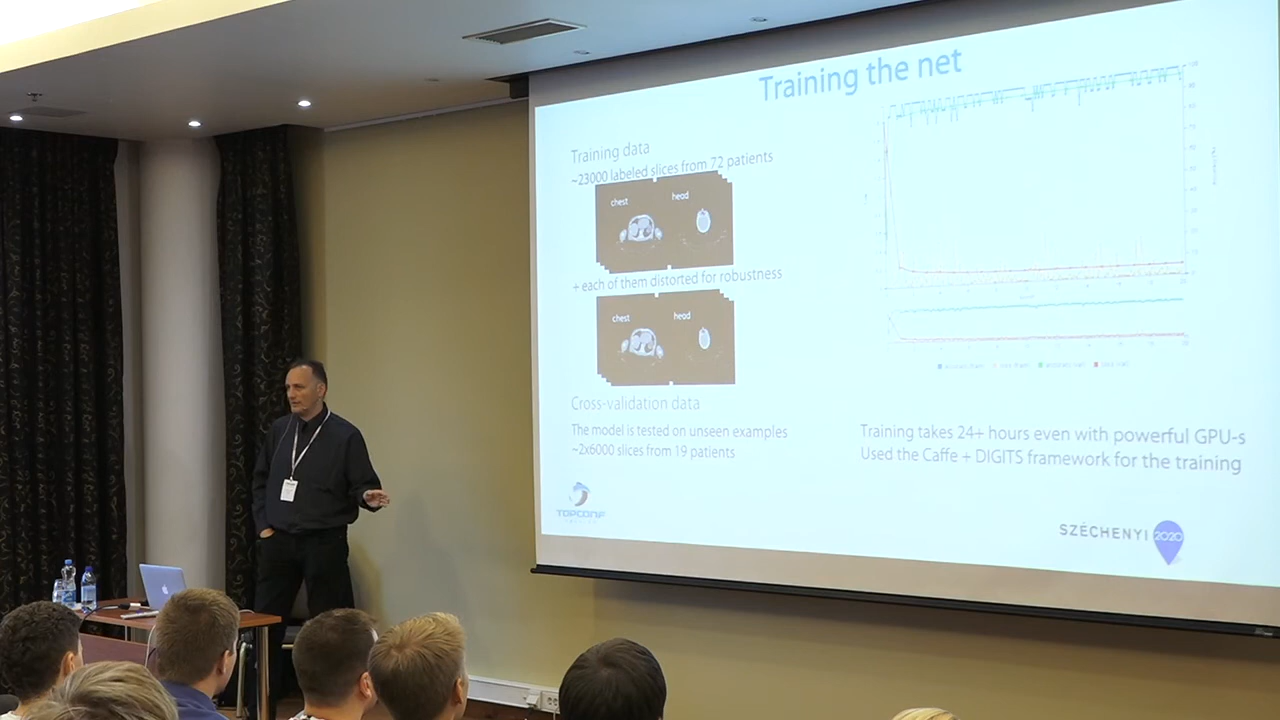 Training the net
Training data
~23000 labeled slices from 72 patients
chest
head
+ each of them distorted for robustness
chest
head
Cross-validation data
The model is tested on unseen examples
~2x6000 slices from 19 patients
Training takes 24+ hours even with powerful GPU-s
Used the Caffe + DIGITS framework for the training
TOPCONF
SZÉCHENYI 2020